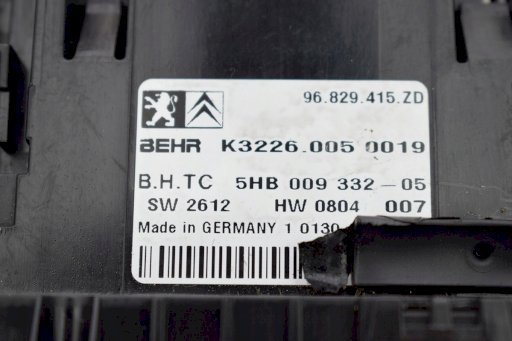 96.829.415.ZD
BEHR K3226.005 0019
B.H.TC 5HB 009 332-05
SW 2612 HW 0804 007
Made in GERMANY 1 0130